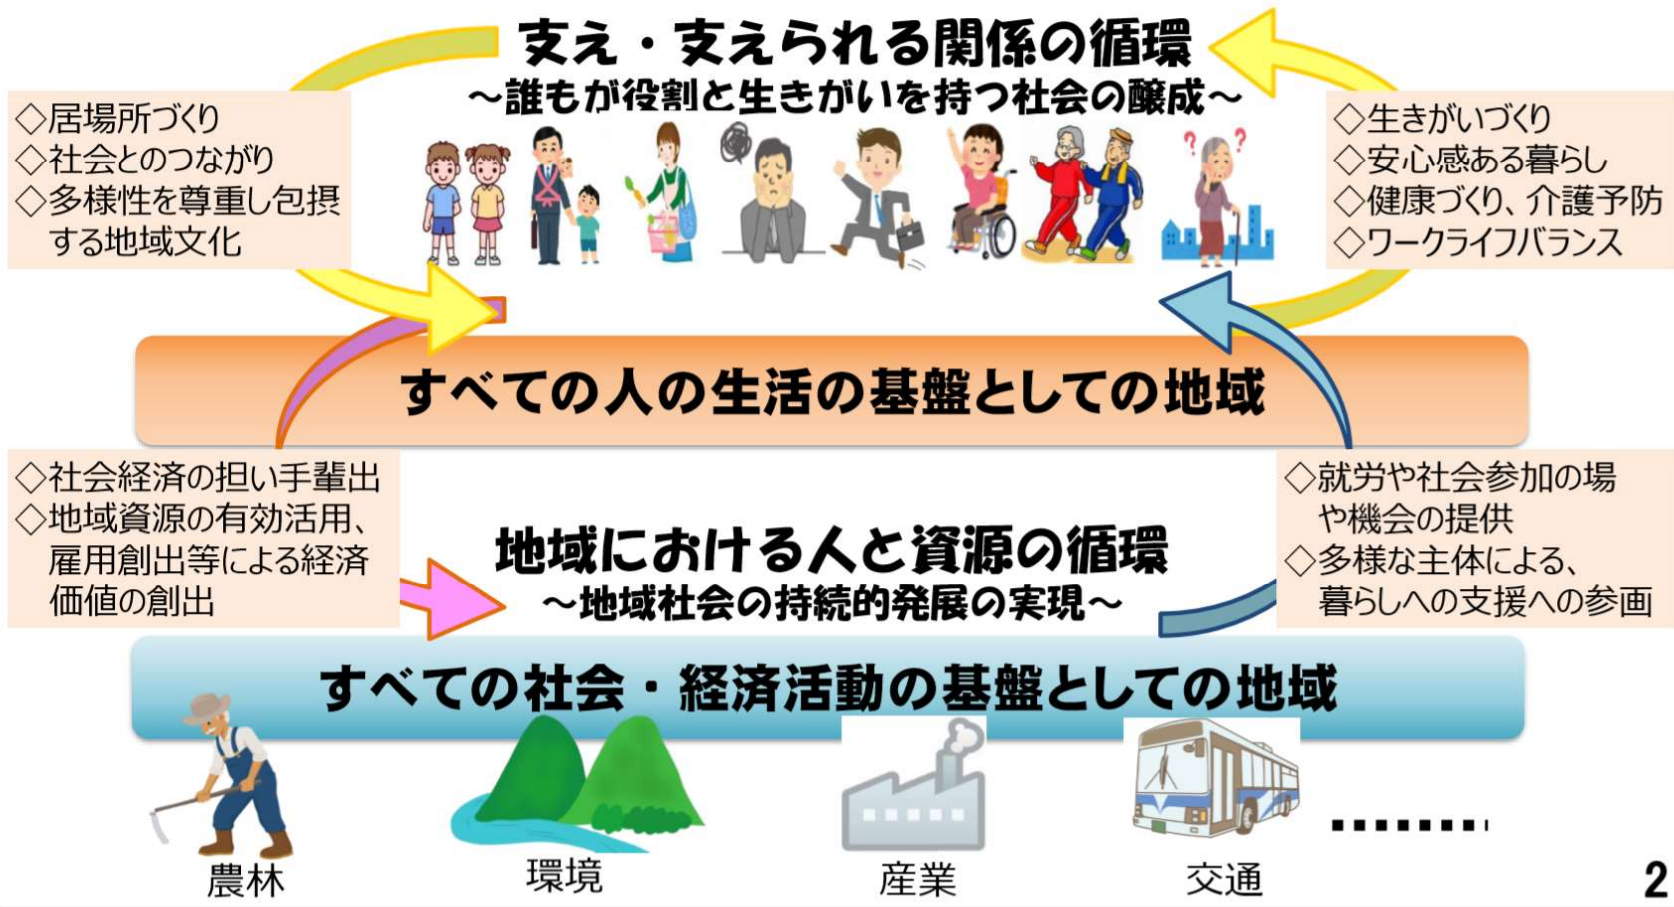 支え・支えられる関係の循環
～誰もが役割と生きがいを持つ社会の醸成～
◇居場所づくり
◇社会とのつながり
◇多様性を尊重し包摂
する地域文化
◇生きがいづくり
◇安心感ある暮らし
◇健康づくり、介護予防
◇ワークライフバランス
? ?
すべての人の生活の基盤としての地域
◇社会経済の担い手輩出
◇地域資源の有効活用、
雇用創出等による経済
価値の創出
地域における人と資源の循環
～地域社会の持続的発展の実現～
◇就労や社会参加の場
や機会の提供
◇多様な主体による、
暮らしへの支援への参画
すべての社会・経済活動の基盤としての地域
農林
環境
産業
交通
2